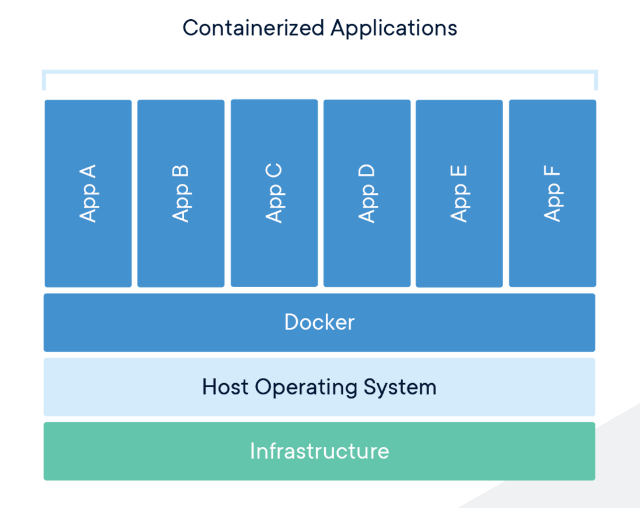 Containerized Applications
App A
App B
App C
App D
App E
App F
Docker
Host Operating System
Infrastructure